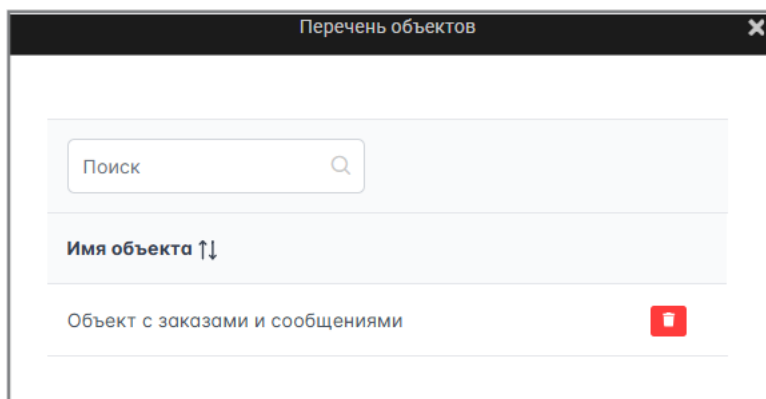 Перечень объектов
Поиск
Имя объекта
Объект с заказами и сообщениями